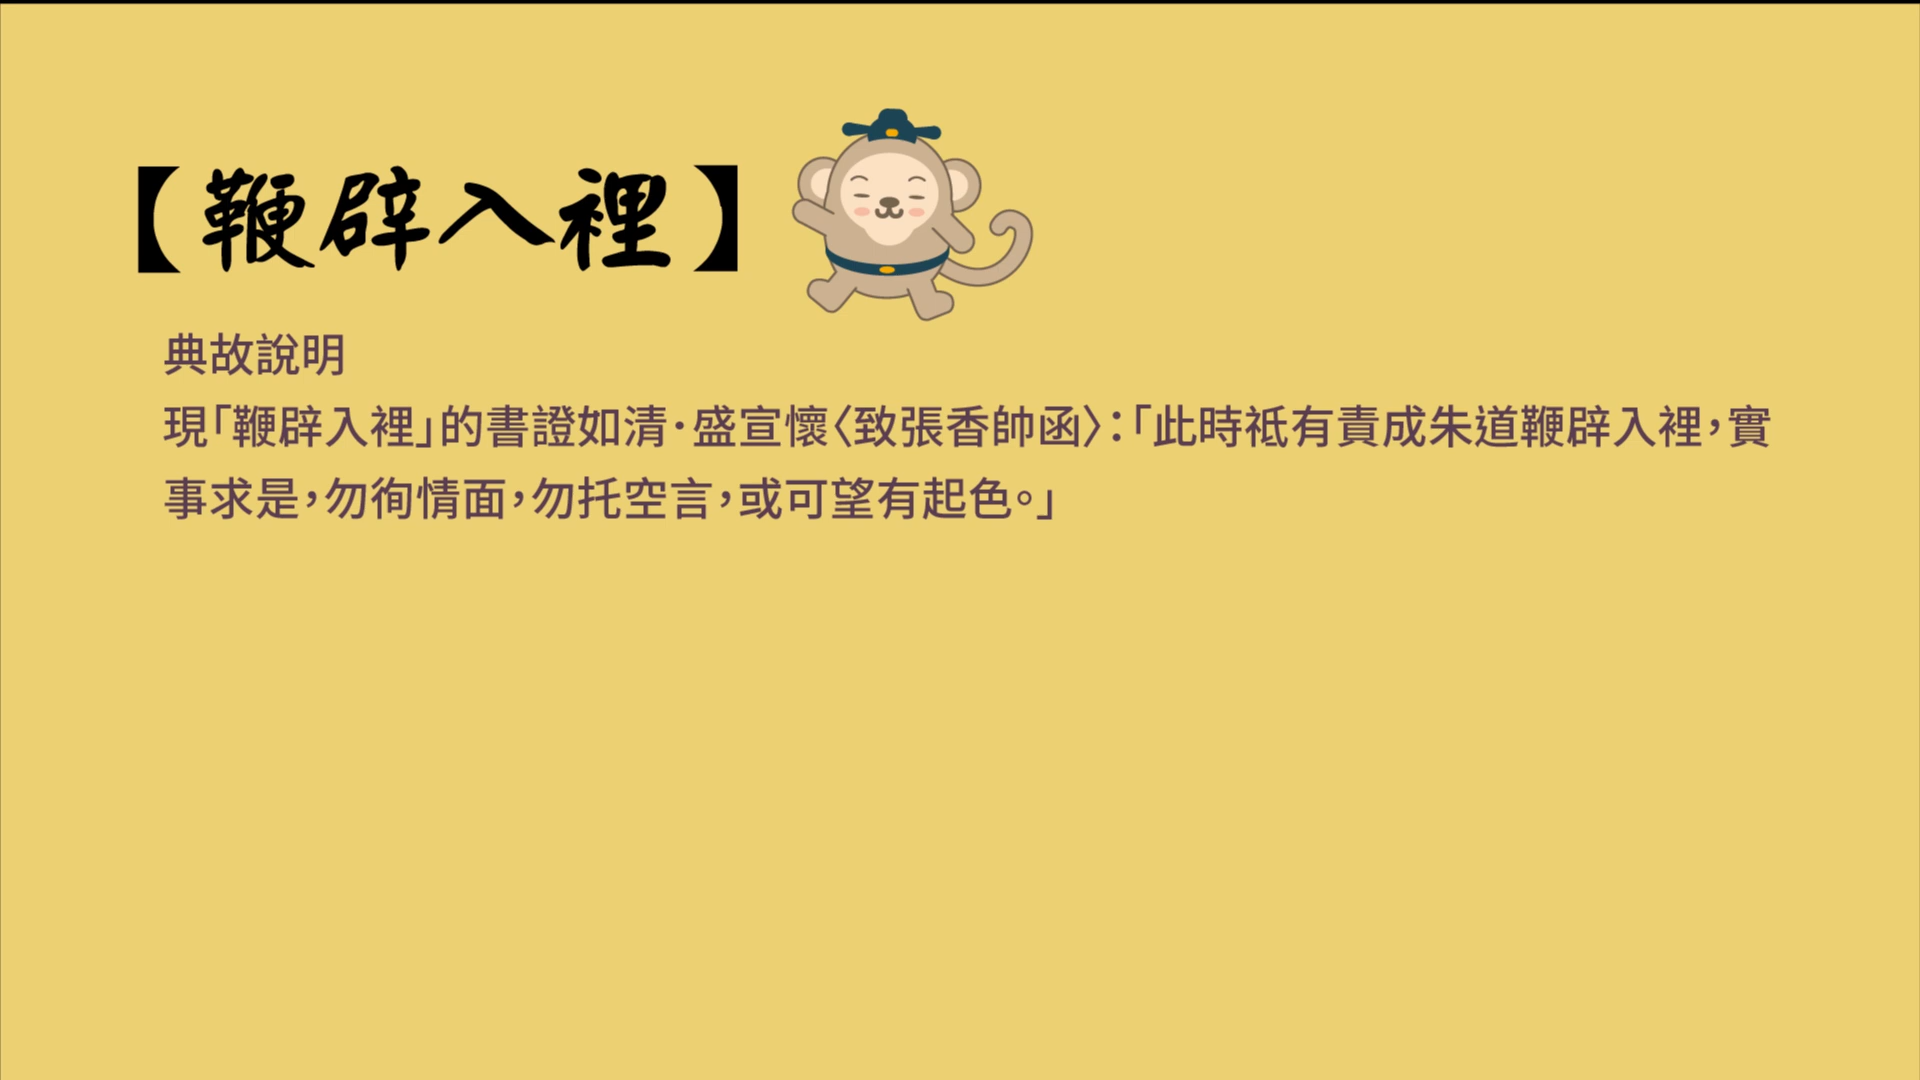 【鞭辟入裡】
典故說明
現「鞭辟入裡」的書證如清·盛宣懷〈致張香帥函〉：「此時祗有責成朱道鞭辟入裡，實
事求是，勿徇情面，勿托空言，或可望有起色。」